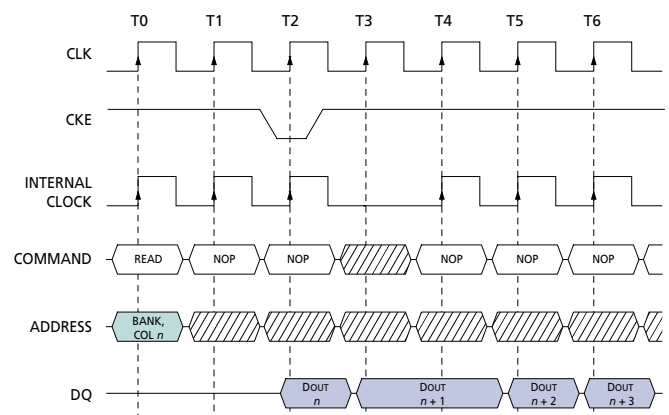 T0 T1 T2 T3 T4 T5 T6
CLK
CKE
INTERNAL
CLOCK
COMMAND READ NOP NOP NOP NOP NOP
ADDRESS BANK,
COL n
DQ DOUT DOUT DOUT DOUT
n n + 1 n + 2 n + 3